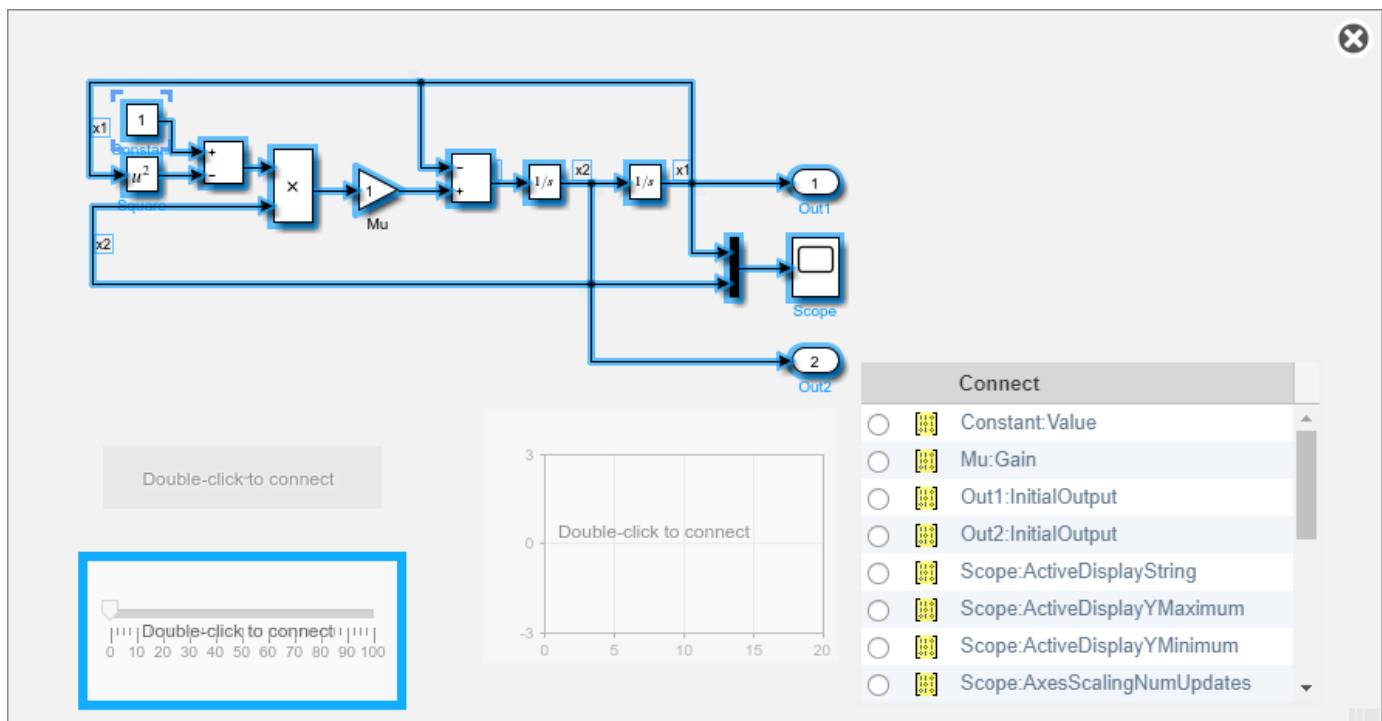 1
x1
Constant
+
−
u²
Square
×
1
Mu
−
+
1/s
x2
1/s
x1
1
Out1
x2
Scope
2
Out2
Connect
Constant:Value
Mu:Gain
Out1:InitialOutput
Out2:InitialOutput
Scope:ActiveDisplayString
Scope:ActiveDisplayYMaximum
Scope:ActiveDisplayYMinimum
Scope:AxesScalingNumUpdates
Double-click to connect
3
Double-click to connect
0
-3
0 5 10 15 20
Double-click to connect
0 10 20 30 40 50 60 70 80 90 100